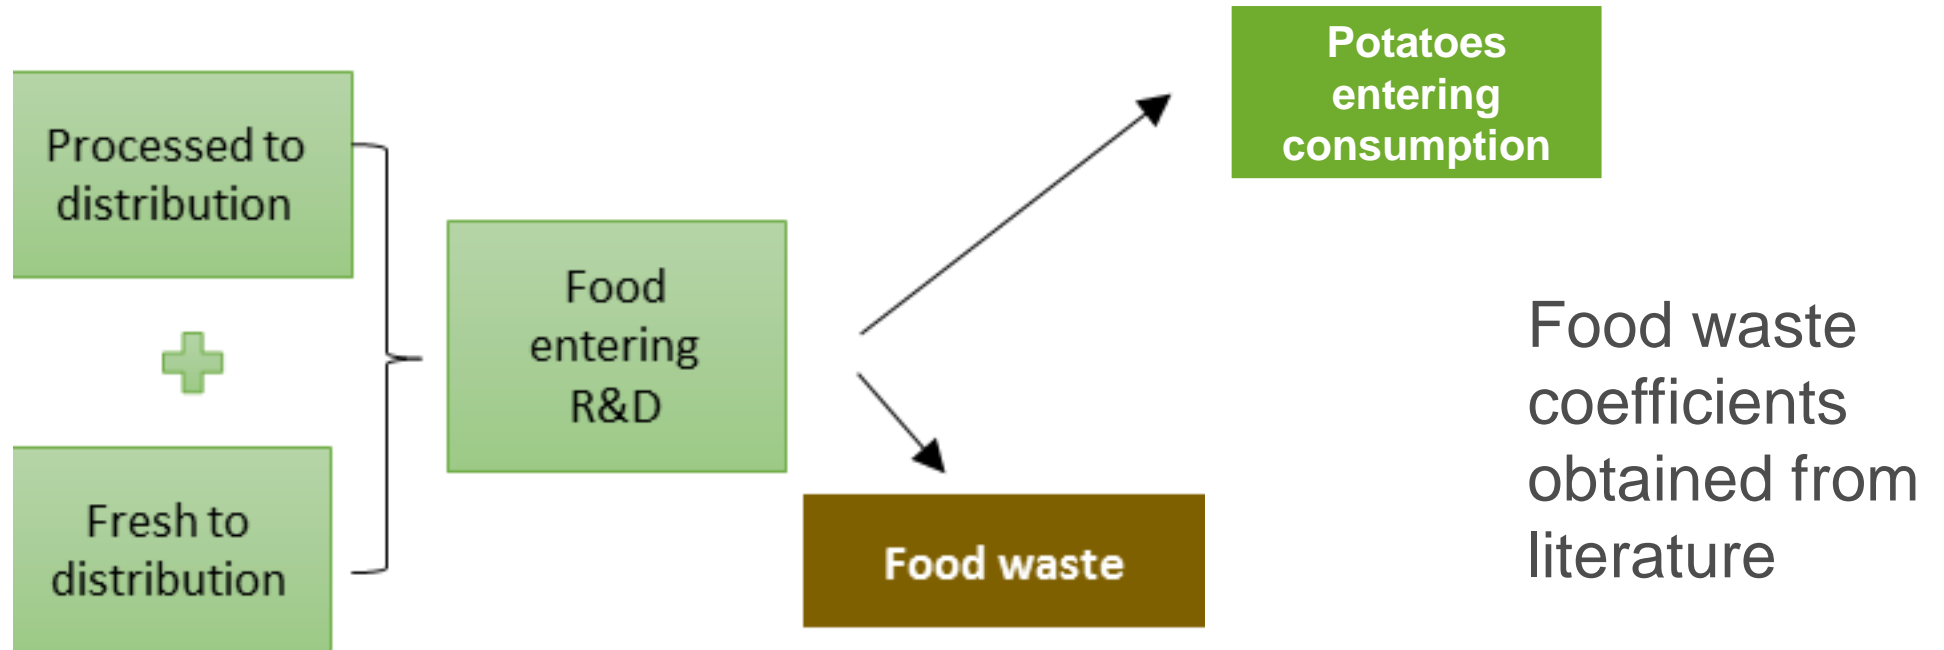 Processed to
distribution
Fresh to
distribution
Food
entering
R&D
Potatoes
entering
consumption
Food waste
Food waste
coefficients
obtained from
literature